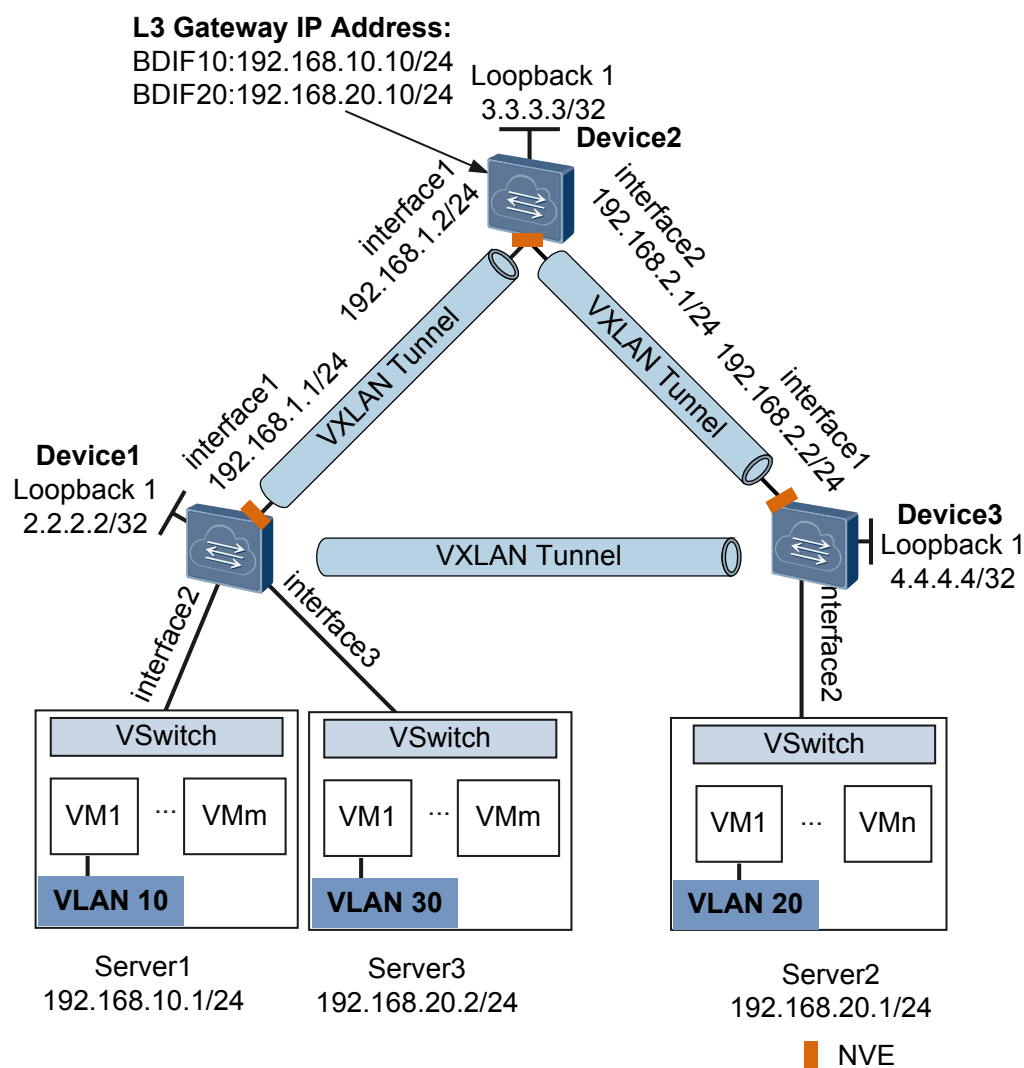 L3 Gateway IP Address:
BDIF10:192.168.10.10/24
BDIF20:192.168.20.10/24
Loopback 1
3.3.3.3/32
Device2
interface1
192.168.1.2/24
interface2
192.168.2.1/24
VXLAN Tunnel
VXLAN Tunnel
interface1
192.168.1.1/24
interface1
192.168.2.2/24
Device1
Loopback 1
2.2.2.2/32
Device3
Loopback 1
4.4.4.4/32
VXLAN Tunnel
interface2
interface3
interface2
VSwitch
VSwitch
VSwitch
VM1
...
VMm
VM1
...
VMm
VM1
...
VMn
VLAN 10
VLAN 30
VLAN 20
Server1
192.168.10.1/24
Server3
192.168.20.2/24
Server2
192.168.20.1/24
NVE